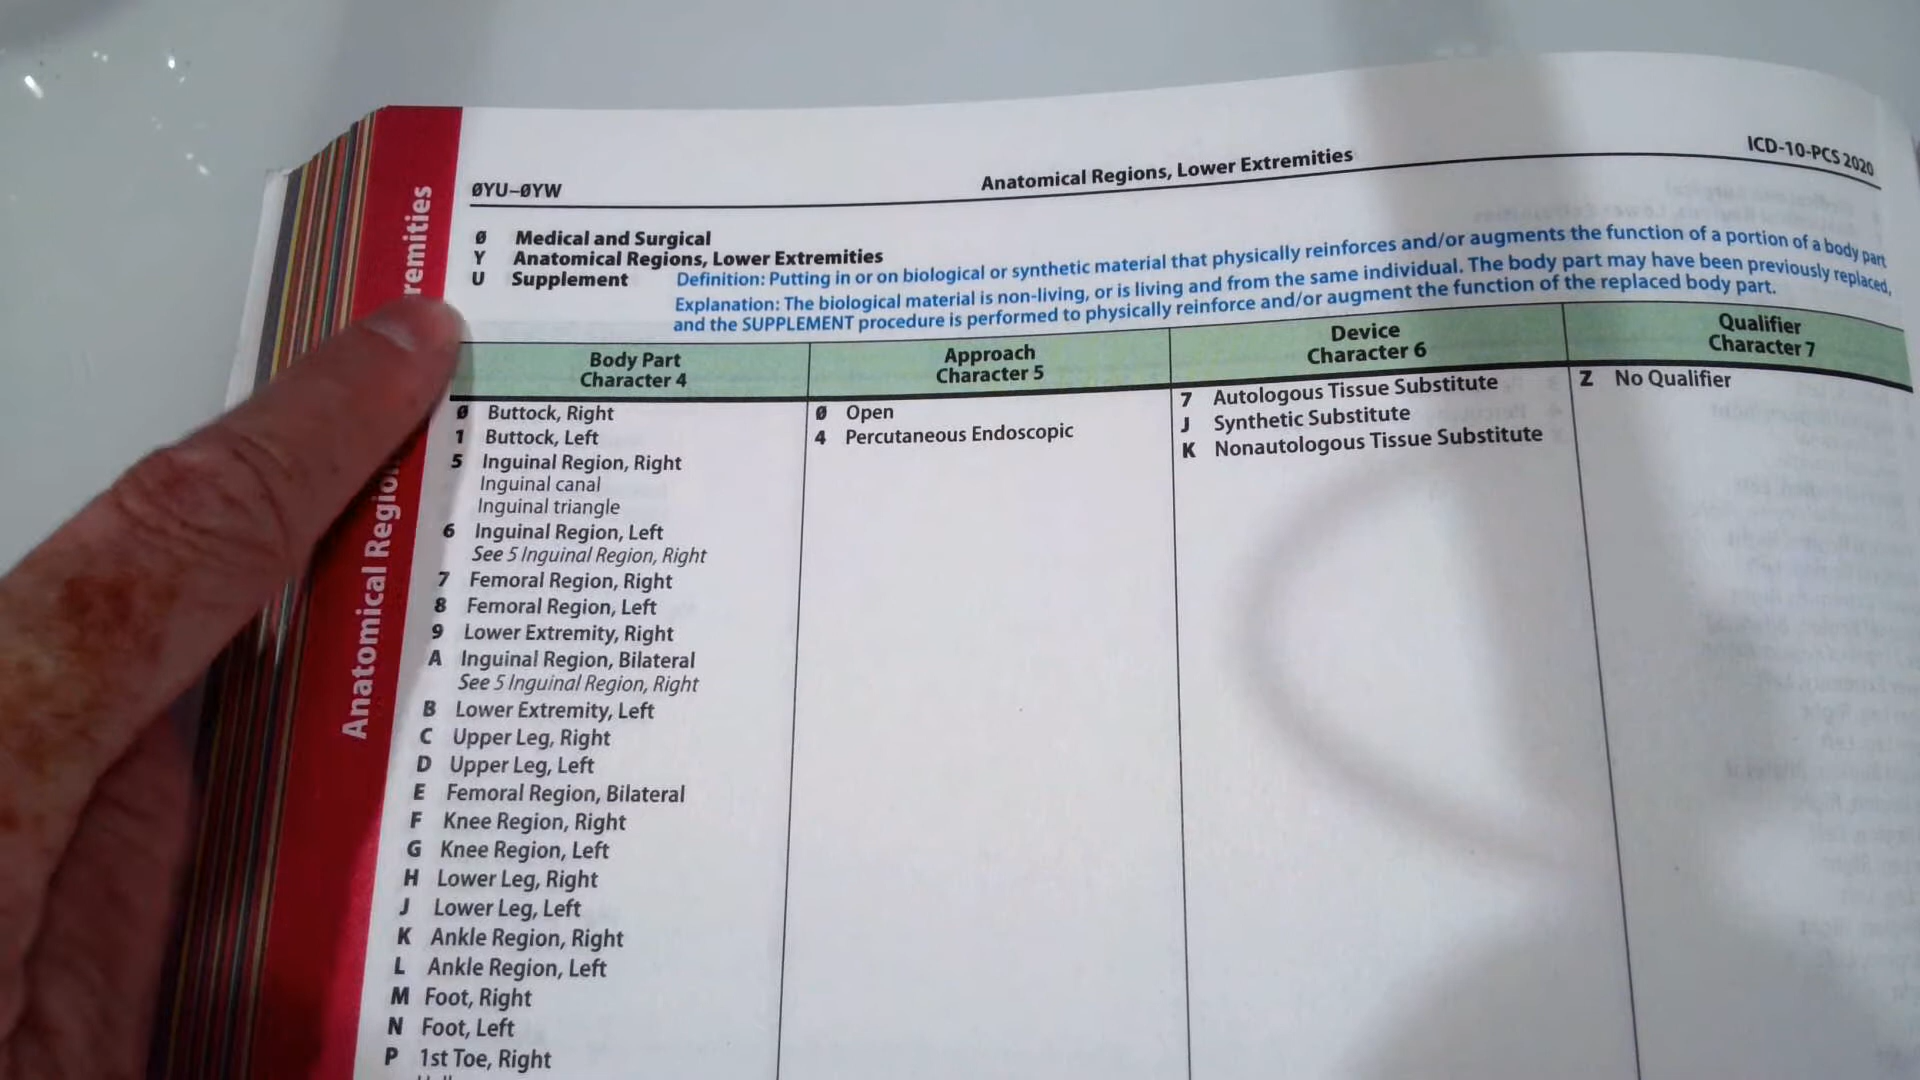 ØYU–ØYW
Anatomical Regions, Lower Extremities
ICD-10-PCS 2020
Ø Medical and Surgical
Y Anatomical Regions, Lower Extremities
U Supplement
Definition: Putting in or on biological or synthetic material that physically reinforces and/or augments the function of a portion of a body part
Explanation: The biological material is non-living, or is living and from the same individual. The body part may have been previously replaced,
and the SUPPLEMENT procedure is performed to physically reinforce and/or augment the function of the replaced body part.
Body Part
Character 4
Approach
Character 5
Device
Character 6
Qualifier
Character 7
Ø Buttock, Right
1 Buttock, Left
5 Inguinal Region, Right
Inguinal canal
Inguinal triangle
6 Inguinal Region, Left
See 5 Inguinal Region, Right
7 Femoral Region, Right
8 Femoral Region, Left
9 Lower Extremity, Right
A Inguinal Region, Bilateral
See 5 Inguinal Region, Right
B Lower Extremity, Left
C Upper Leg, Right
D Upper Leg, Left
E Femoral Region, Bilateral
F Knee Region, Right
G Knee Region, Left
H Lower Leg, Right
J Lower Leg, Left
K Ankle Region, Right
L Ankle Region, Left
M Foot, Right
N Foot, Left
P 1st Toe, Right
Ø Open
4 Percutaneous Endoscopic
7 Autologous Tissue Substitute
J Synthetic Substitute
K Nonautologous Tissue Substitute
Z No Qualifier
Anatomical Region
remities